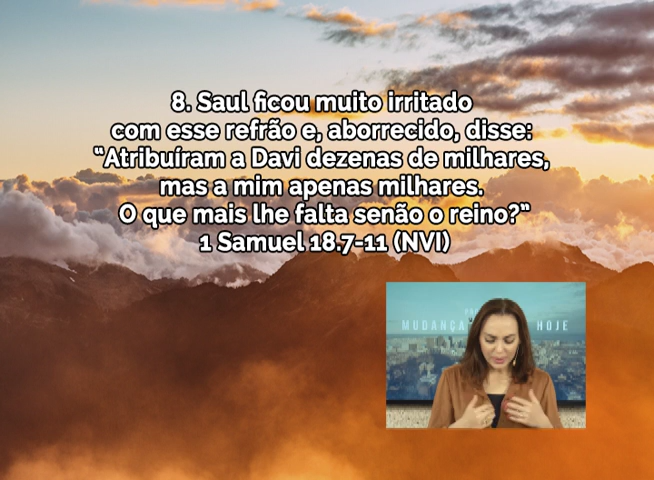 8. Saul ficou muito irritado
com esse refrão e, aborrecido, disse:
“Atribuíram a Davi dezenas de milhares,
mas a mim apenas milhares.
O que mais lhe falta senão o reino?”
1 Samuel 18.7-11 (NVI)
MUDANÇA HOJE